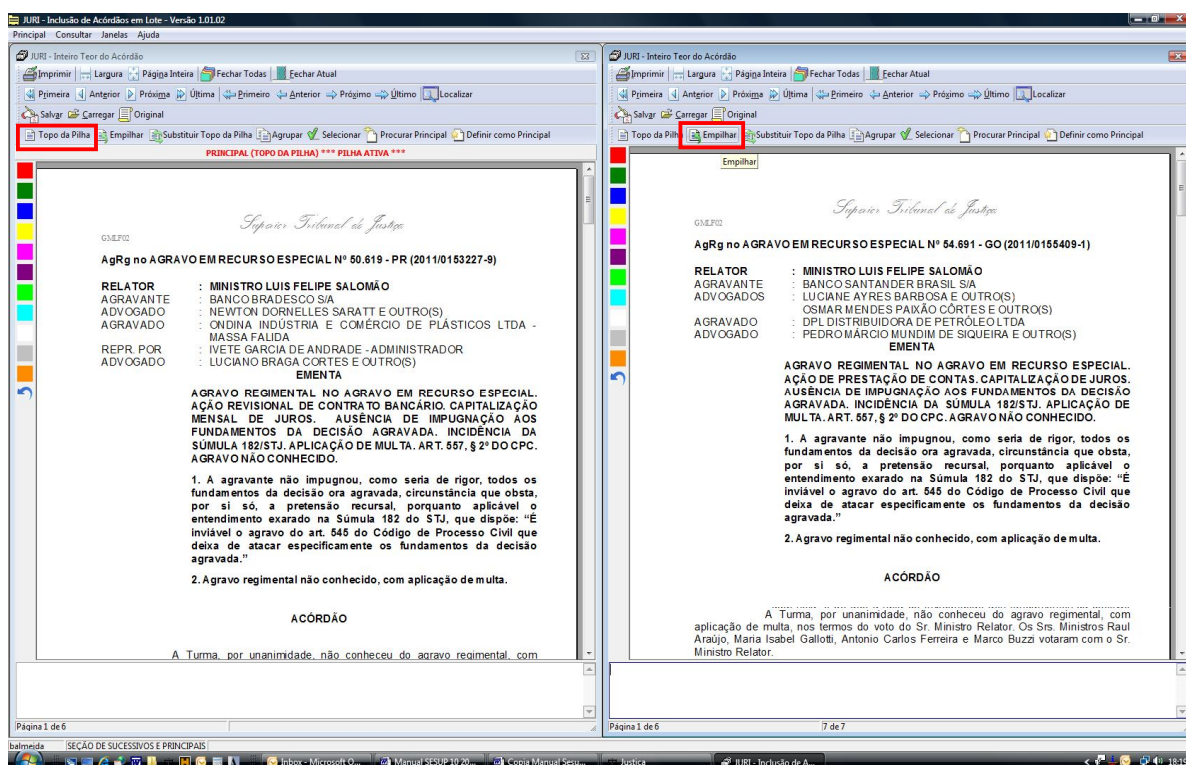 JURI - Inclusão de Acórdãos em Lote - Versão 1.01.02
Principal Consultar Janelas Ajuda
JURI - Inteiro Teor do Acórdão
Imprimir Largura Página Inteira Fechar Todas Fechar Atual
Primeira Anterior Próxima Última Primeiro Anterior Próximo Último Localizar
Salvar Carregar Original
Topo da Pilha Empilhar Substituir Topo da Pilha Agrupar Selecionar Procurar Principal Definir como Principal
PRINCIPAL (TOPO DA PILHA) *** PILHA ATIVA ***
Superior Tribunal de Justiça
GMLF02
AgRg no AGRAVO EM RECURSO ESPECIAL Nº 50.619 - PR (2011/0153227-9)
RELATOR : MINISTRO LUIS FELIPE SALOMÃO
AGRAVANTE : BANCO BRADESCO S/A
ADVOGADO : NEWTON DORNELLES SARATT E OUTRO(S)
AGRAVADO : ONDINA INDÚSTRIA E COMÉRCIO DE PLÁSTICOS LTDA -
MASSA FALIDA
REPR. POR : IVETE GARCIA DE ANDRADE - ADMINISTRADOR
ADVOGADO : LUCIANO BRAGA CORTES E OUTRO(S)
EMENTA
AGRAVO REGIMENTAL NO AGRAVO EM RECURSO ESPECIAL.
AÇÃO REVISIONAL DE CONTRATO BANCÁRIO. CAPITALIZAÇÃO
MENSAL DE JUROS. AUSÊNCIA DE IMPUGNAÇÃO AOS
FUNDAMENTOS DA DECISÃO AGRAVADA. INCIDÊNCIA DA
SÚMULA 182/STJ. APLICAÇÃO DE MULTA. ART. 557, § 2º DO CPC.
AGRAVO NÃO CONHECIDO.
1. A agravante não impugnou, como seria de rigor, todos os
fundamentos da decisão ora agravada, circunstância que obsta,
por si só, a pretensão recursal, porquanto aplicável o
entendimento exarado na Súmula 182 do STJ, que dispõe: “É
inviável o agravo do art. 545 do Código de Processo Civil que
deixa de atacar especificamente os fundamentos da decisão
agravada.”
2. Agravo regimental não conhecido, com aplicação de multa.
ACÓRDÃO
A Turma, por unanimidade, não conheceu do agravo regimental, com
Página 1 de 6
JURI - Inteiro Teor do Acórdão
Imprimir Largura Página Inteira Fechar Todas Fechar Atual
Primeira Anterior Próxima Última Primeiro Anterior Próximo Último Localizar
Salvar Carregar Original
Topo da Pilha Empilhar Substituir Topo da Pilha Agrupar Selecionar Procurar Principal Definir como Principal
Empilhar
Superior Tribunal de Justiça
GMLF02
AgRg no AGRAVO EM RECURSO ESPECIAL Nº 54.691 - GO (2011/0155409-1)
RELATOR : MINISTRO LUIS FELIPE SALOMÃO
AGRAVANTE : BANCO SANTANDER BRASIL S/A
ADVOGADOS : LUCIANE AYRES BARBOSA E OUTRO(S)
OSMAR MENDES PAIXÃO CÔRTES E OUTRO(S)
AGRAVADO : DPL DISTRIBUIDORA DE PETRÓLEO LTDA
ADVOGADO : PEDRO MÁRCIO MUNDIM DE SIQUEIRA E OUTRO(S)
EMENTA
AGRAVO REGIMENTAL NO AGRAVO EM RECURSO ESPECIAL.
AÇÃO DE PRESTAÇÃO DE CONTAS. CAPITALIZAÇÃO DE JUROS.
AUSÊNCIA DE IMPUGNAÇÃO AOS FUNDAMENTOS DA DECISÃO
AGRAVADA. INCIDÊNCIA DA SÚMULA 182/STJ. APLICAÇÃO DE
MULTA. ART. 557, § 2º DO CPC. AGRAVO NÃO CONHECIDO.
1. A agravante não impugnou, como seria de rigor, todos os
fundamentos da decisão ora agravada, circunstância que obsta,
por si só, a pretensão recursal, porquanto aplicável o
entendimento exarado na Súmula 182 do STJ, que dispõe: “É
inviável o agravo do art. 545 do Código de Processo Civil que
deixa de atacar especificamente os fundamentos da decisão
agravada.”
2. Agravo regimental não conhecido, com aplicação de multa.
ACÓRDÃO
A Turma, por unanimidade, não conheceu do agravo regimental, com
aplicação de multa, nos termos do voto do Sr. Ministro Relator. Os Srs. Ministros Raul
Araújo, Maria Isabel Gallotti, Antonio Carlos Ferreira e Marco Buzzi votaram com o Sr.
Ministro Relator.
Página 1 de 6 7 de 7
balmeida SEÇÃO DE SUCESSIVOS E PRINCIPAIS
Inbox - Microsoft O... Manual SESUP 10 20... Copia Manual Sesu... Justica JURI - Inclusão de A... 18:19